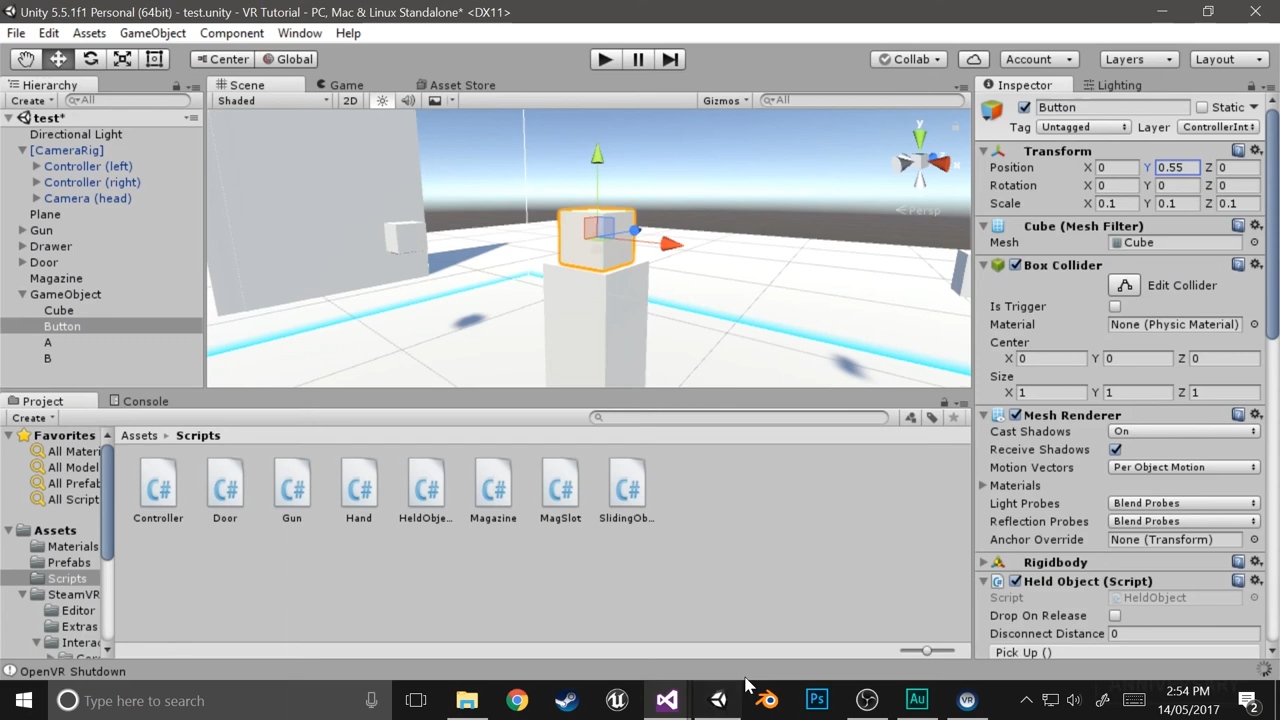 Unity 5.5.1f1 Personal (64bit) - test.unity - VR Tutorial - PC, Mac & Linux Standalone* <DX11>
File Edit Assets GameObject Component Window Help
Center Global Collab Account Layers Layout
Hierarchy Scene Game Asset Store Inspector Lighting
Create All Shaded 2D Gizmos All
Button Static
Tag Untagged Layer ControllerInt
test*
Directional Light
[CameraRig]
Controller (left)
Controller (right)
Camera (head)
Plane
Gun
Drawer
Door
Magazine
GameObject
Cube
Button
A
B
y
x
Persp
Transform
Position X 0 Y 0.55 Z 0
Rotation X 0 Y 0 Z 0
Scale X 0.1 Y 0.1 Z 0.1
Cube (Mesh Filter)
Mesh Cube
Box Collider
Edit Collider
Is Trigger
Material None (Physic Material)
Center
X 0 Y 0 Z 0
Size
X 1 Y 1 Z 1
Mesh Renderer
Cast Shadows On
Receive Shadows
Motion Vectors Per Object Motion
Materials
Light Probes Blend Probes
Reflection Probes Blend Probes
Anchor Override None (Transform)
Rigidbody
Held Object (Script)
Script HeldObject
Drop On Release
Disconnect Distance 0
Pick Up ()
Project Console
Create
Favorites
All Materi
All Model
All Prefab
All Script
Assets
Materials
Prefabs
Scripts
SteamVR
Editor
Extras
Interac
Assets Scripts
C# C# C# C# C# C# C# C#
Controller Door Gun Hand HeldObje... Magazine MagSlot SlidingOb...
OpenVR Shutdown
Type here to search
Ps Au VR
2:54 PM
14/05/2017
2